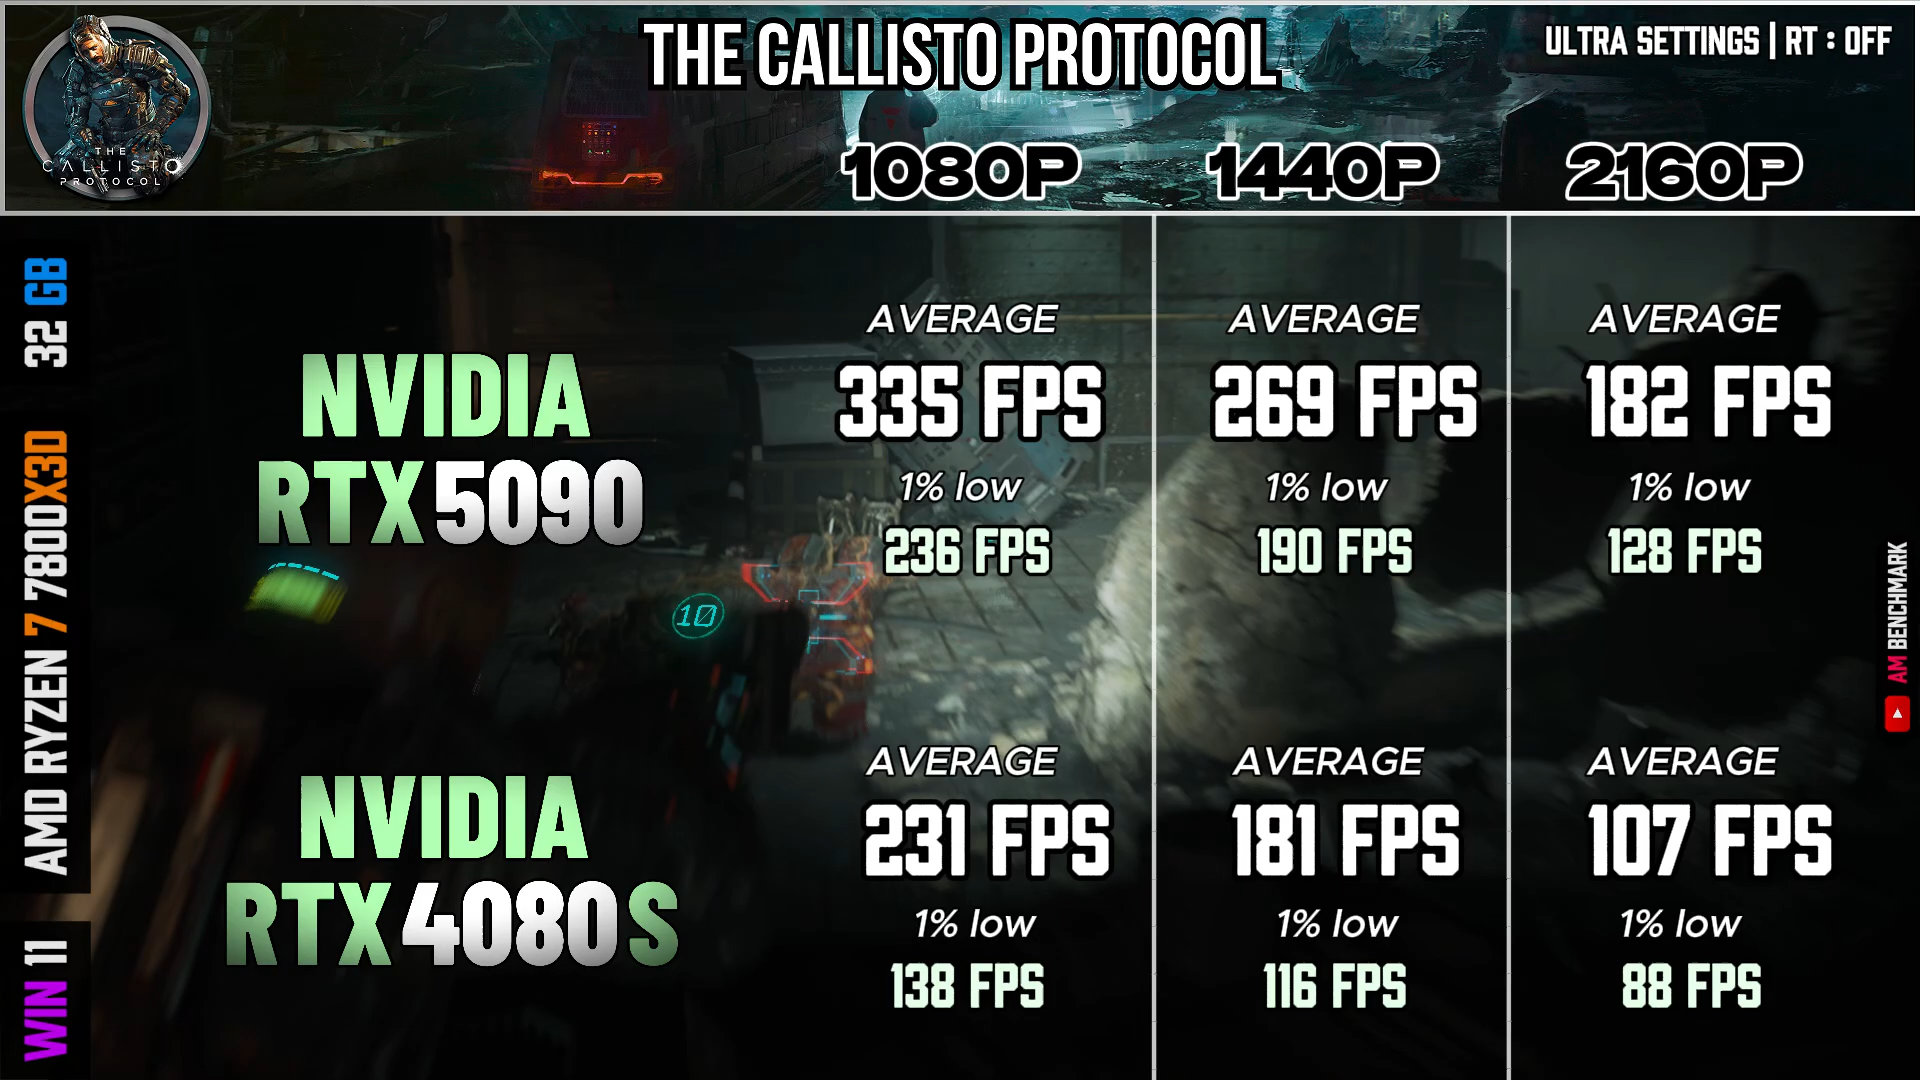 THE CALLISTO PROTOCOL
ULTRA SETTINGS | RT : OFF
THE
CALLISTO
PROTOCOL
1080P 1440P 2160P
32 GB
AMD RYZEN 7 7800X3D
WIN 11
NVIDIA
RTX 5090
AVERAGE AVERAGE AVERAGE
335 FPS 269 FPS 182 FPS
1% low 1% low 1% low
236 FPS 190 FPS 128 FPS
10
NVIDIA
RTX 4080 S
AVERAGE AVERAGE AVERAGE
231 FPS 181 FPS 107 FPS
1% low 1% low 1% low
138 FPS 116 FPS 88 FPS
AM BENCHMARK